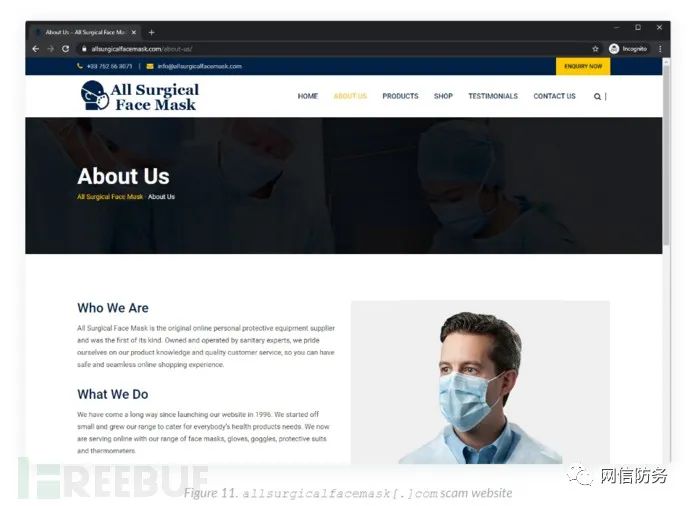 About Us - All Surgical Face Mas
allsurgicalfacemask.com/about-us/
Incognito
+33 752 56 8071 | info@allsurgicalfacemask.com
ENQUIRY NOW
All Surgical
Face Mask
HOME ABOUT US PRODUCTS SHOP TESTIMONIALS CONTACT US
About Us
All Surgical Face Mask - About Us
Who We Are
All Surgical Face Mask is the original online personal protective equipment supplier
and was the first of its kind. Owned and operated by sanitary experts, we pride
ourselves on our product knowledge and quality customer service, so you can have
safe and seamless online shopping experience.
What We Do
We have come a long way since launching our website in 1996. We started off
small and grew our range to cater for everybody's health products needs. We now
are serving online with our range of face masks, gloves, goggles, protective suits
and thermometers.
FREEBUF
网信防务
Figure 11. allsurgicalfacemask[.]com scam website